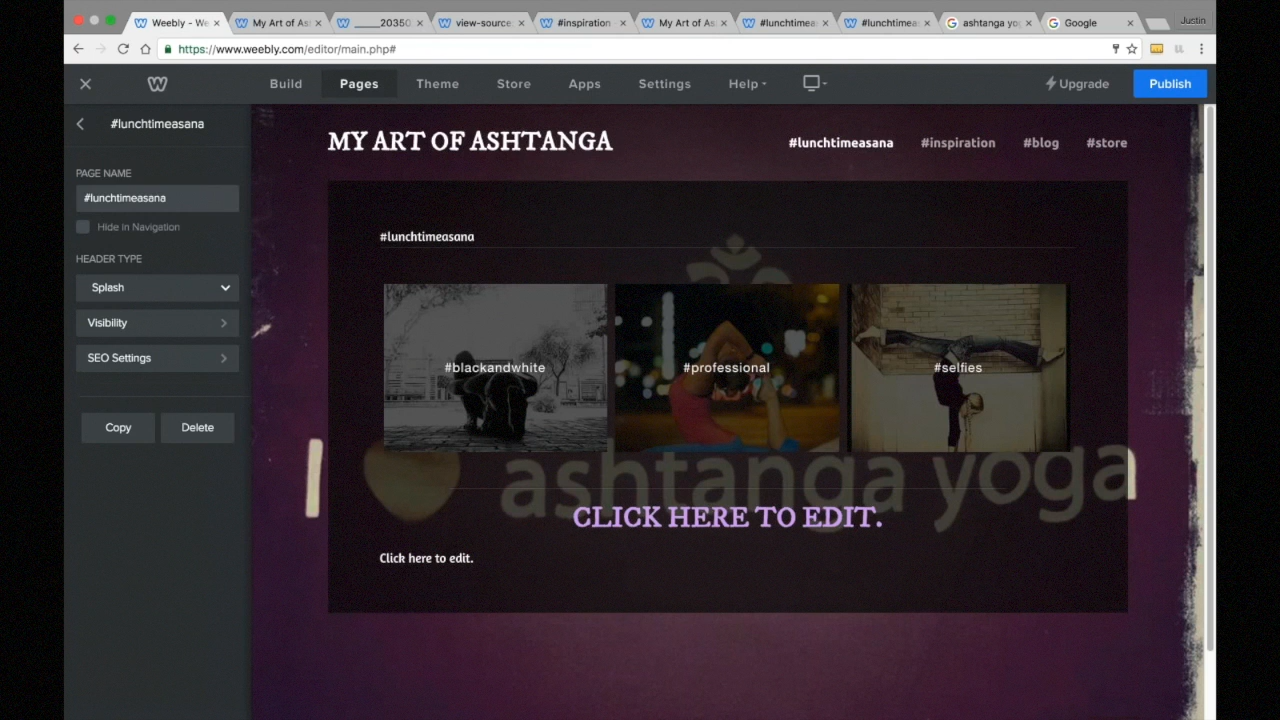 Weebly - We
My Art of As
_____20350
view-source:
#inspiration
My Art of As
#lunchtimea
#lunchtimea
ashtanga yo
Google
Justin
https://www.weebly.com/editor/main.php#
Build
Pages
Theme
Store
Apps
Settings
Help
Upgrade
Publish
#lunchtimeasana
PAGE NAME
#lunchtimeasana
Hide in Navigation
HEADER TYPE
Splash
Visibility
SEO Settings
Copy
Delete
MY ART OF ASHTANGA
#lunchtimeasana
#inspiration
#blog
#store
#lunchtimeasana
#blackandwhite
#professional
#selfies
I
ashtanga yoga
CLICK HERE TO EDIT.
Click here to edit.